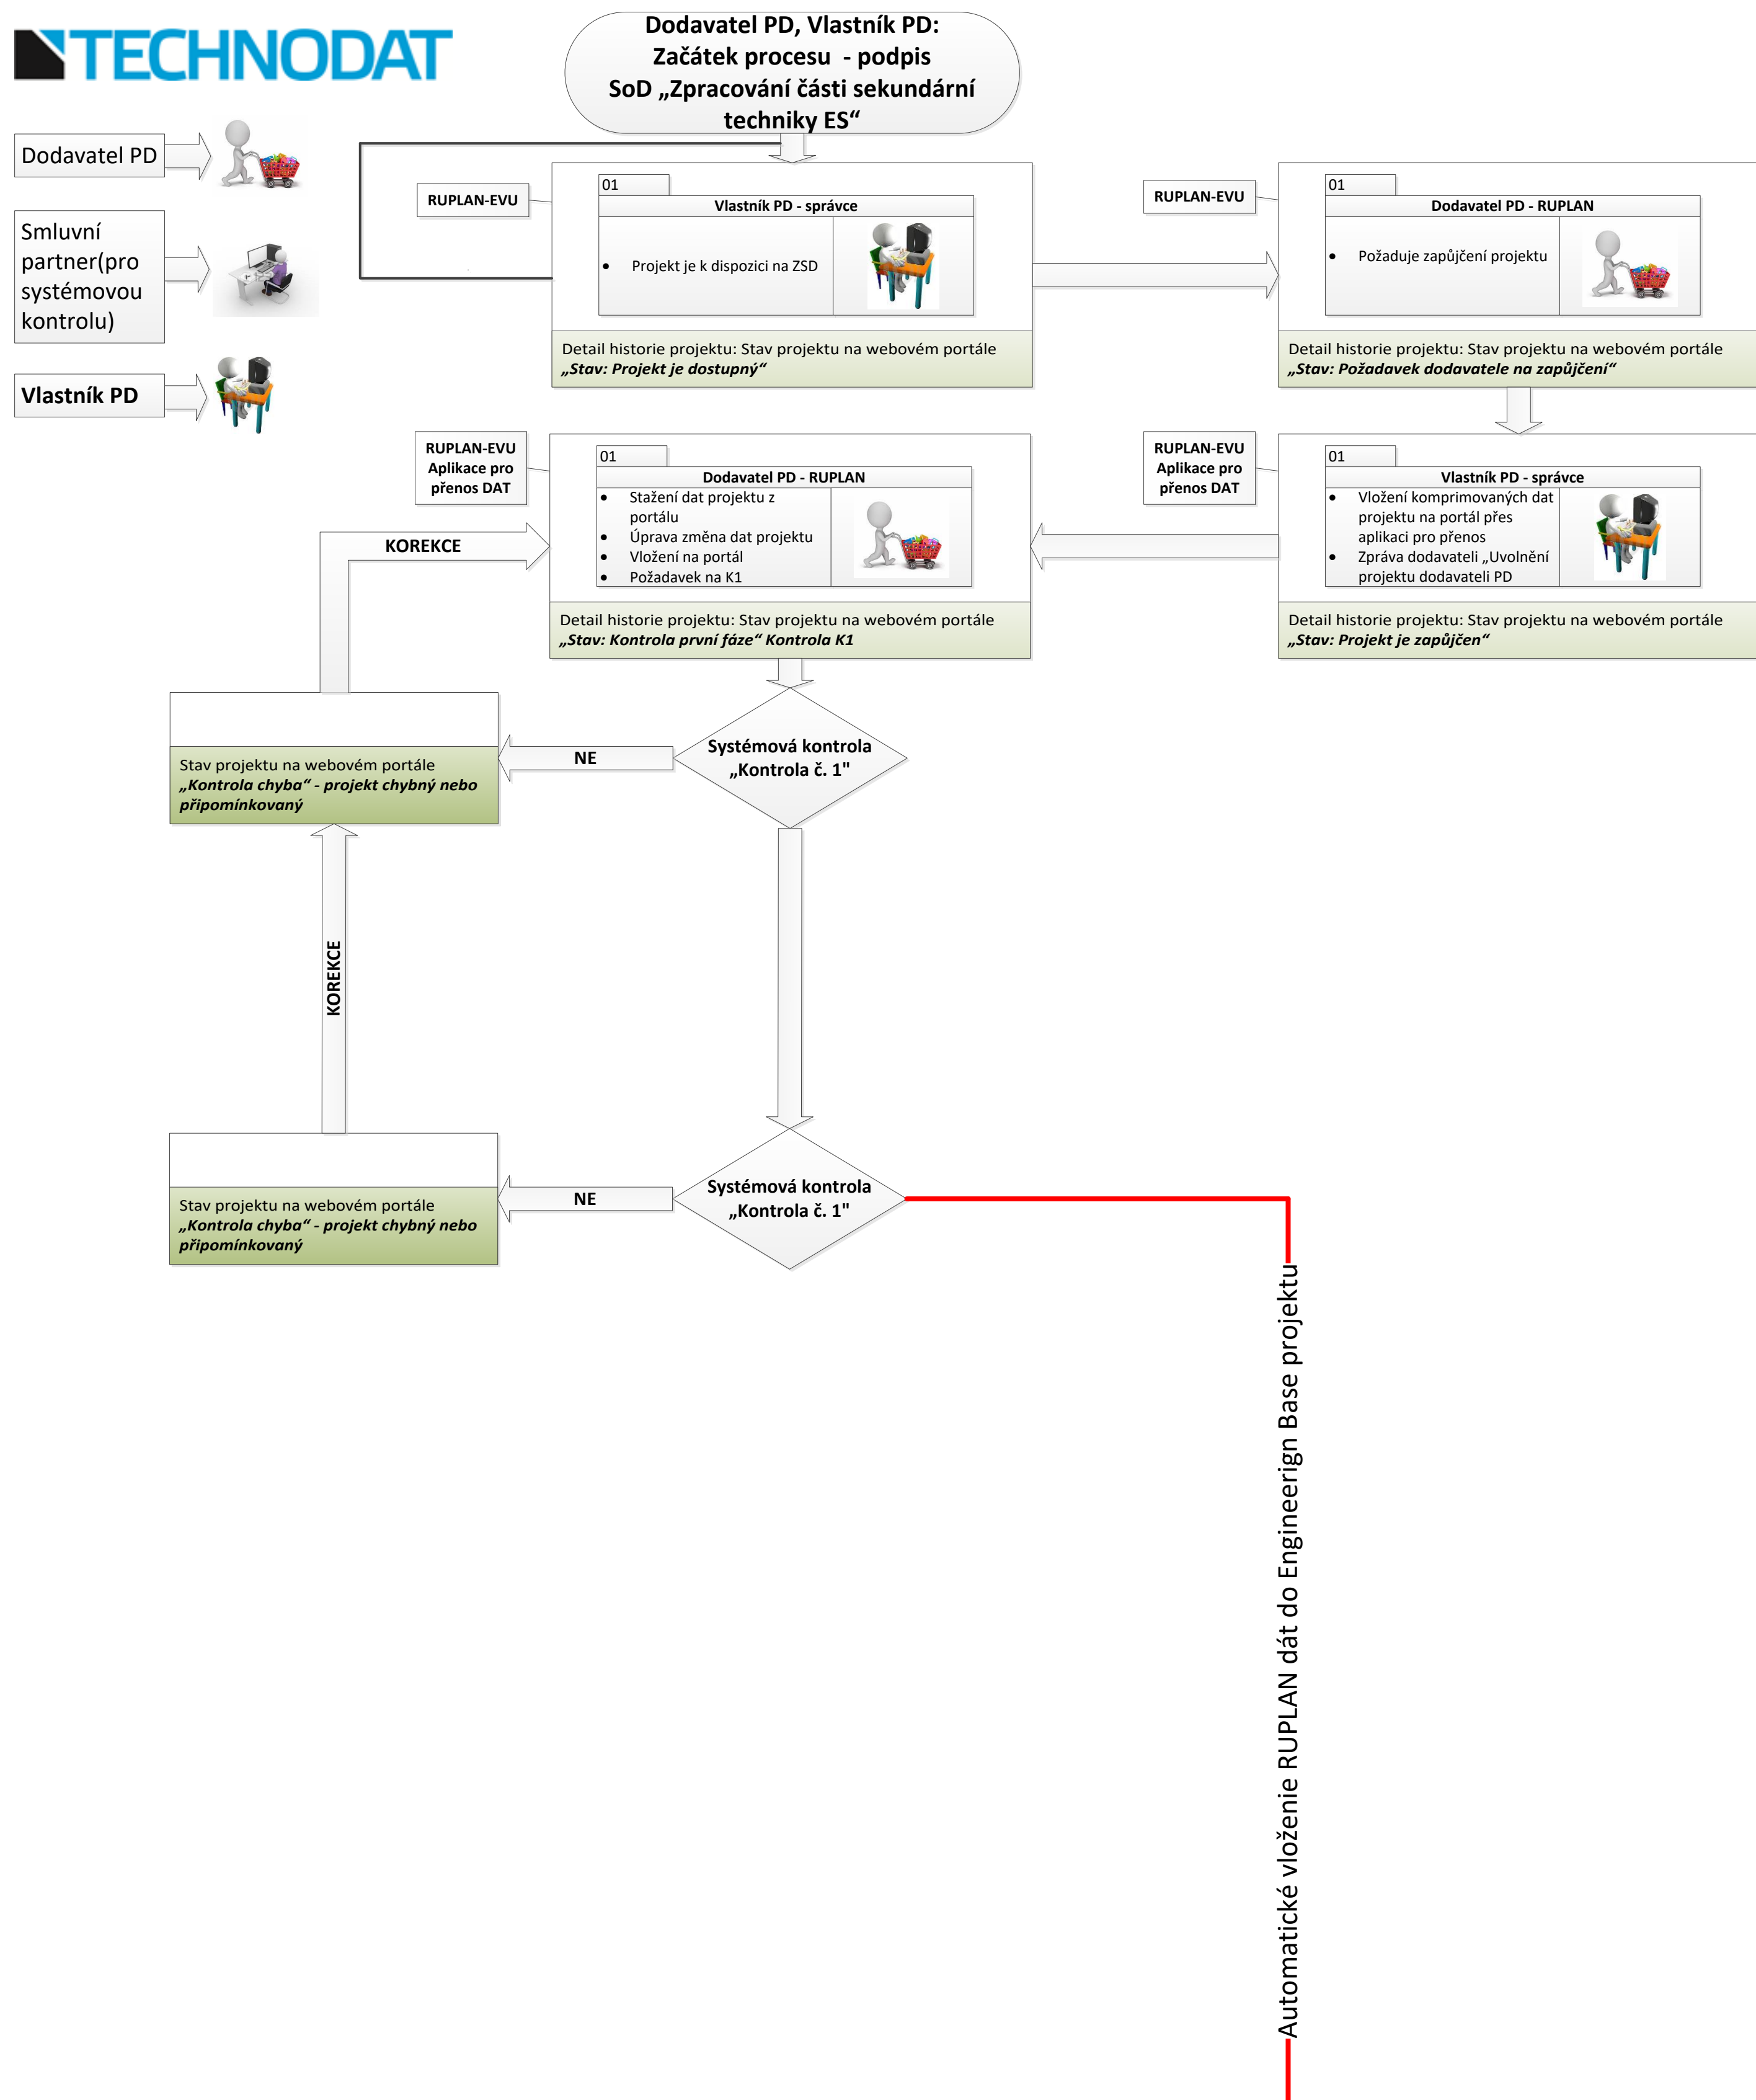 TECHNODAT
Dodavatel PD, Vlastník PD:
Začátek procesu - podpis
SoD „Zpracování části sekundární
techniky ES“
Dodavatel PD
Smluvní
partner(pro
systémovou
kontrolu)
Vlastník PD
RUPLAN-EVU
01
Vlastník PD - správce
• Projekt je k dispozici na ZSD
Detail historie projektu: Stav projektu na webovém portále
„Stav: Projekt je dostupný“
RUPLAN-EVU
01
Dodavatel PD - RUPLAN
• Požaduje zapůjčení projektu
Detail historie projektu: Stav projektu na webovém portále
„Stav: Požadavek dodavatele na zapůjčení“
RUPLAN-EVU
Aplikace pro
přenos DAT
01
Dodavatel PD - RUPLAN
• Stažení dat projektu z
portálu
• Úprava změna dat projektu
• Vložení na portál
• Požadavek na K1
Detail historie projektu: Stav projektu na webovém portále
„Stav: Kontrola první fáze“ Kontrola K1
RUPLAN-EVU
Aplikace pro
přenos DAT
01
Vlastník PD - správce
• Vložení komprimovaných dat
projektu na portál přes
aplikaci pro přenos
• Zpráva dodavateli „Uvolnění
projektu dodavateli PD
Detail historie projektu: Stav projektu na webovém portále
„Stav: Projekt je zapůjčen“
KOREKCE
Systémová kontrola
„Kontrola č. 1"
NE
Stav projektu na webovém portále
„Kontrola chyba“ - projekt chybný nebo
připomínkovaný
KOREKCE
Systémová kontrola
„Kontrola č. 1"
NE
Stav projektu na webovém portále
„Kontrola chyba“ - projekt chybný nebo
připomínkovaný
Automatické vloženie RUPLAN dát do Engineerign Base projektu